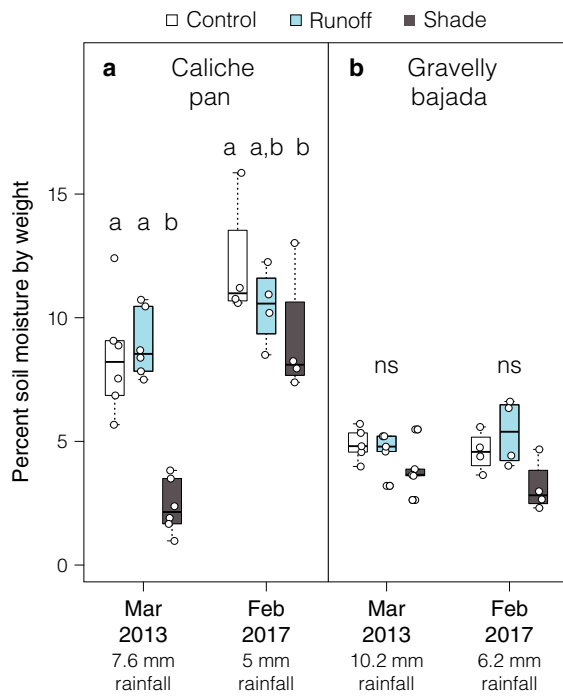 Control Runoff Shade
a Caliche pan
b Gravelly bajada
a a,b b
a a b
ns ns
Percent soil moisture by weight
15
10
5
0
Mar 2013 7.6 mm rainfall
Feb 2017 5 mm rainfall
Mar 2013 10.2 mm rainfall
Feb 2017 6.2 mm rainfall